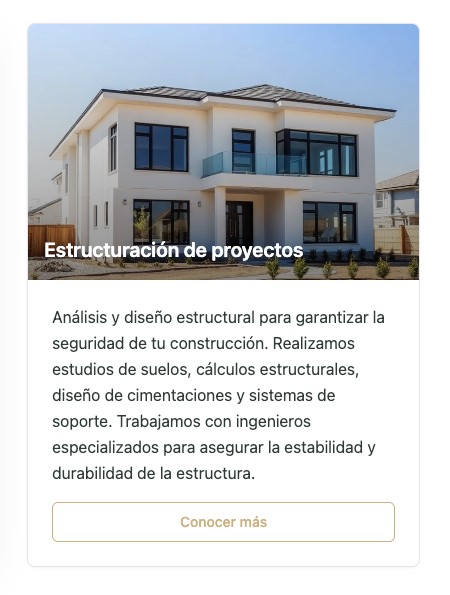 Estructuración de proyectos
Análisis y diseño estructural para garantizar la
seguridad de tu construcción. Realizamos
estudios de suelos, cálculos estructurales,
diseño de cimentaciones y sistemas de
soporte. Trabajamos con ingenieros
especializados para asegurar la estabilidad y
durabilidad de la estructura.
Conocer más